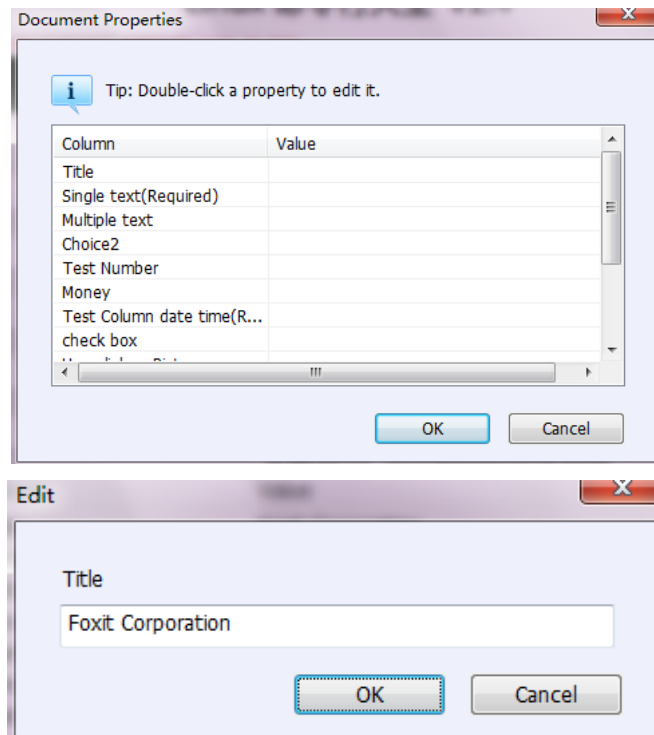 Document Properties
Tip: Double-click a property to edit it.
Column Value
Title
Single text(Required)
Multiple text
Choice2
Test Number
Money
Test Column date time(R...
check box
OK Cancel
Edit
Title
Foxit Corporation
OK Cancel